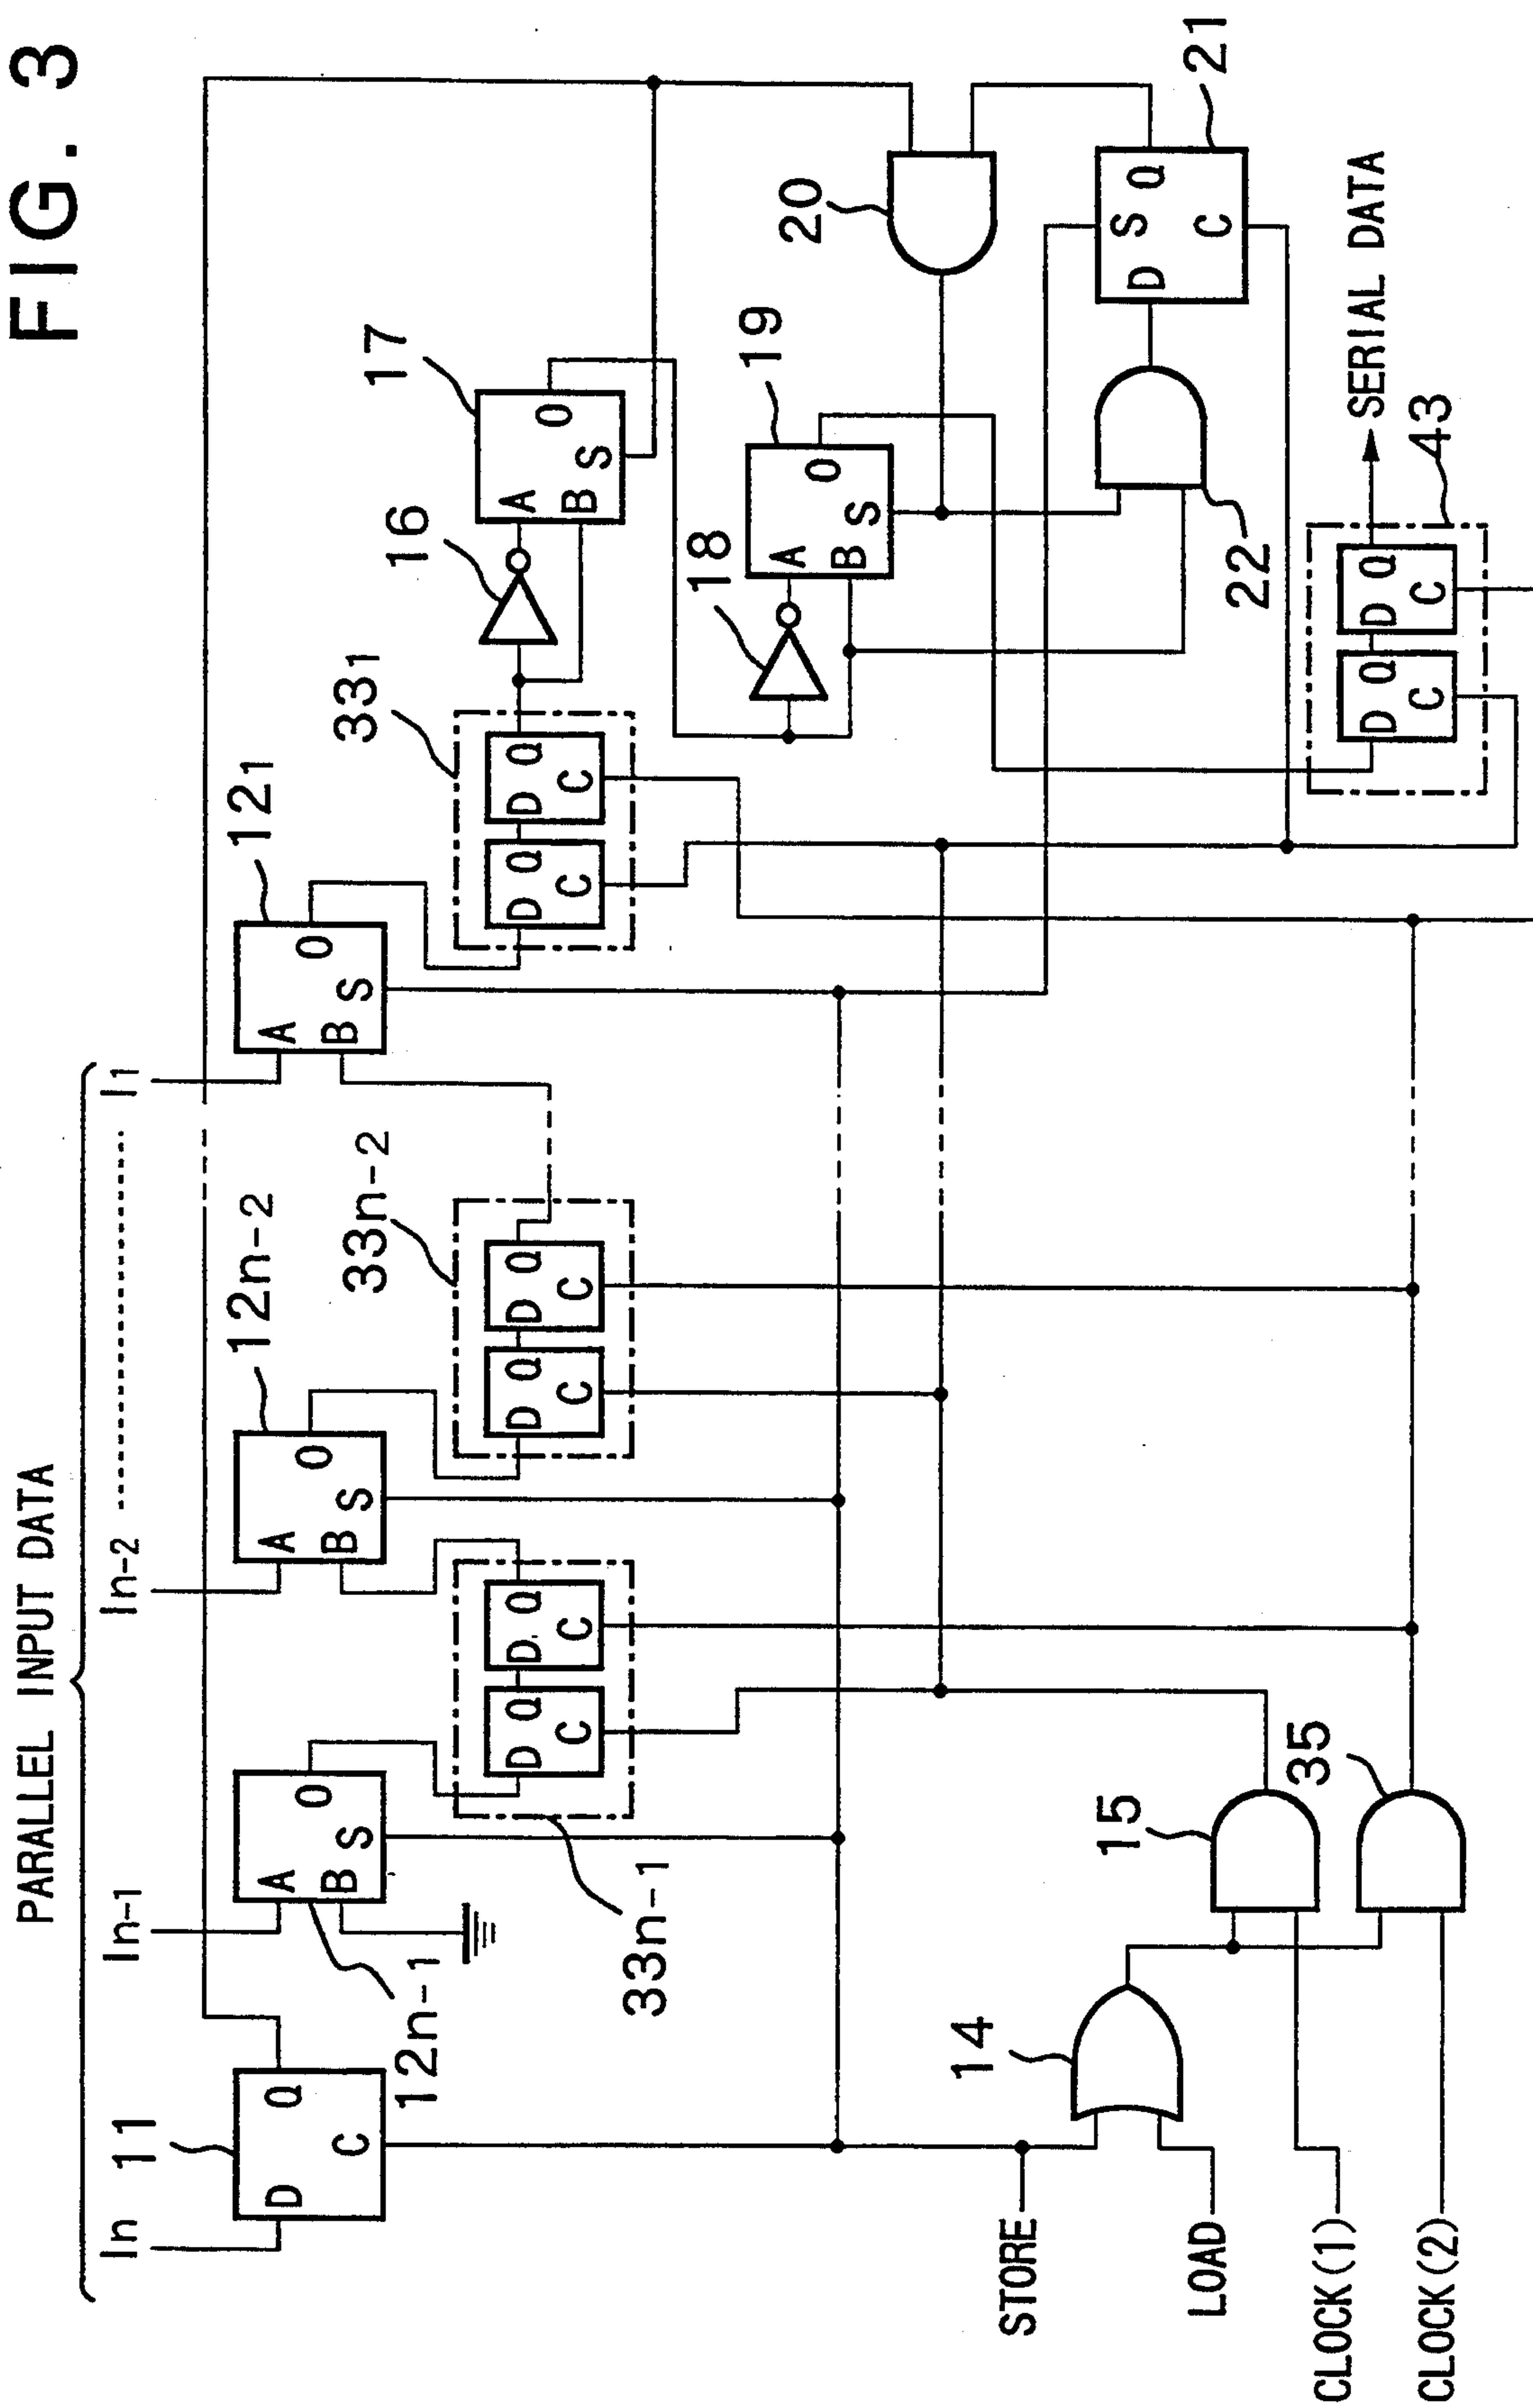 FIG. 3
PARALLEL INPUT DATA
In
In-1
In-2
I1
11
D
Q
C
12n-1
A
B
O
S
12n-2
A
B
O
S
121
A
B
O
S
33n-1
D Q
C
D Q
C
33n-2
D Q
C
D Q
C
331
D Q
C
D Q
C
16
17
A
B
O
S
18
19
A
B
O
S
20
21
D
S
Q
C
22
43
D Q
C
D Q
C
SERIAL DATA
14
15
35
STORE
LOAD
CLOCK(1)
CLOCK(2)